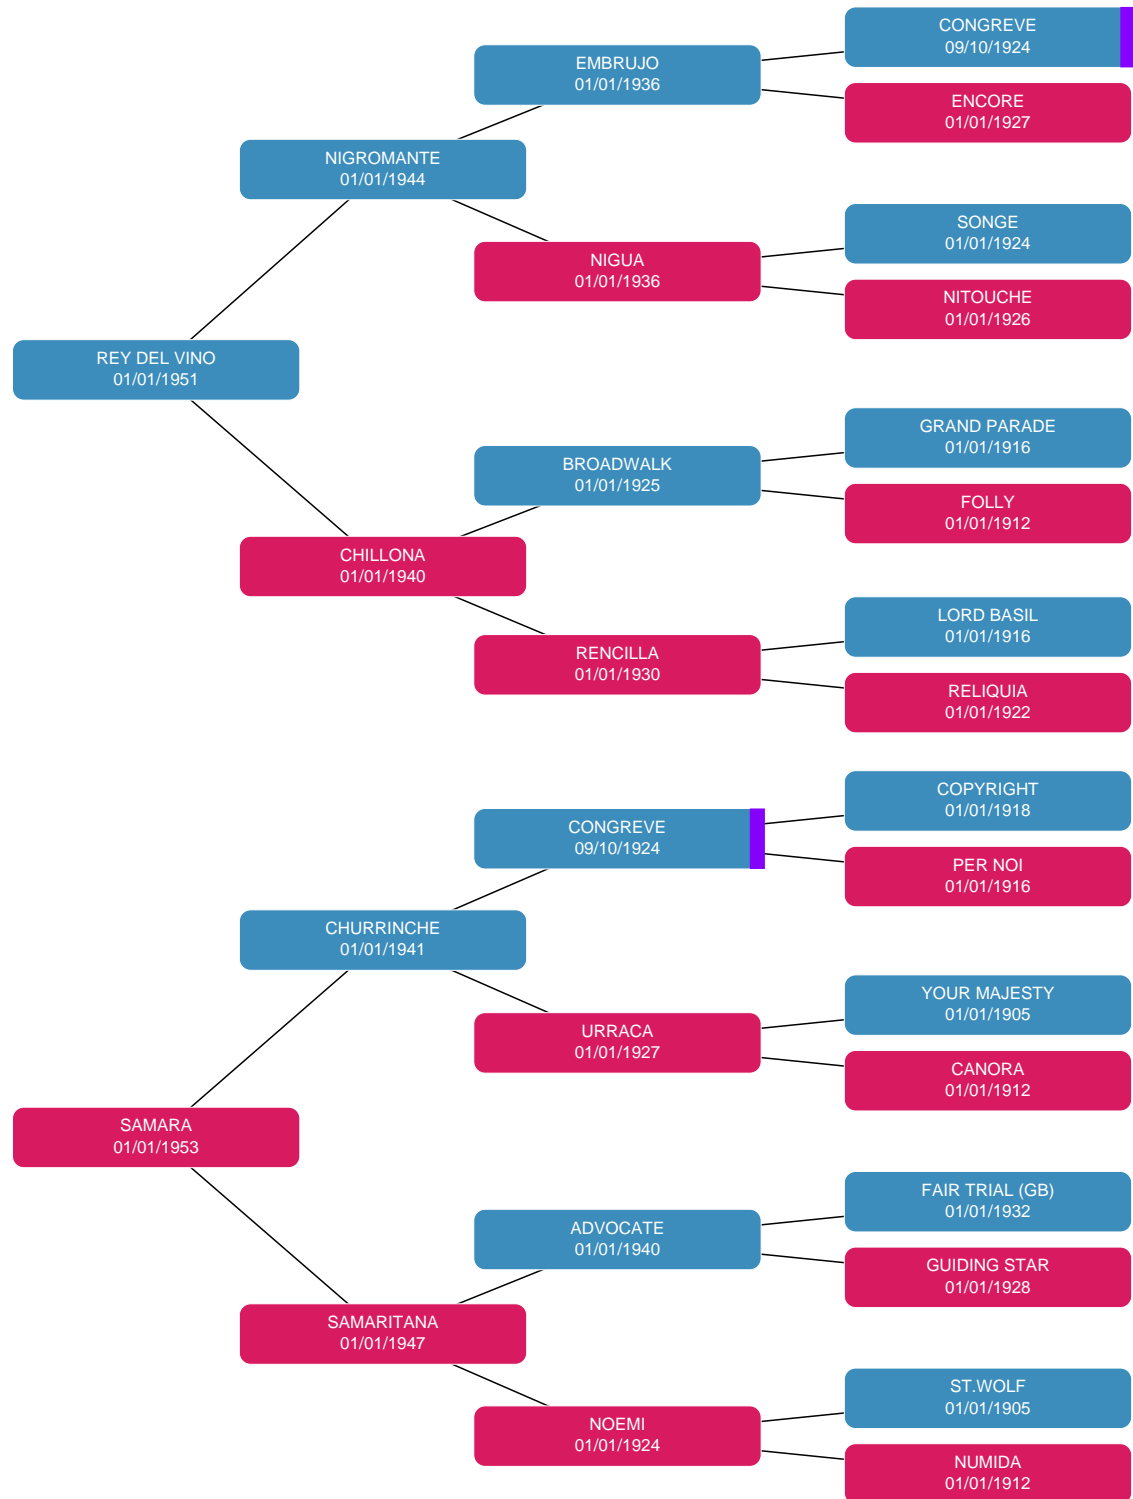 CONGREVE
09/10/1924
EMBRUJO
01/01/1936
ENCORE
01/01/1927
NIGROMANTE
01/01/1944
SONGE
01/01/1924
NIGUA
01/01/1936
NITOUCHE
01/01/1926
REY DEL VINO
01/01/1951
GRAND PARADE
01/01/1916
BROADWALK
01/01/1925
FOLLY
01/01/1912
CHILLONA
01/01/1940
LORD BASIL
01/01/1916
RENCILLA
01/01/1930
RELIQUIA
01/01/1922
COPYRIGHT
01/01/1918
CONGREVE
09/10/1924
PER NOI
01/01/1916
CHURRINCHE
01/01/1941
YOUR MAJESTY
01/01/1905
URRACA
01/01/1927
CANORA
01/01/1912
SAMARA
01/01/1953
FAIR TRIAL (GB)
01/01/1932
ADVOCATE
01/01/1940
GUIDING STAR
01/01/1928
SAMARITANA
01/01/1947
ST.WOLF
01/01/1905
NOEMI
01/01/1924
NUMIDA
01/01/1912